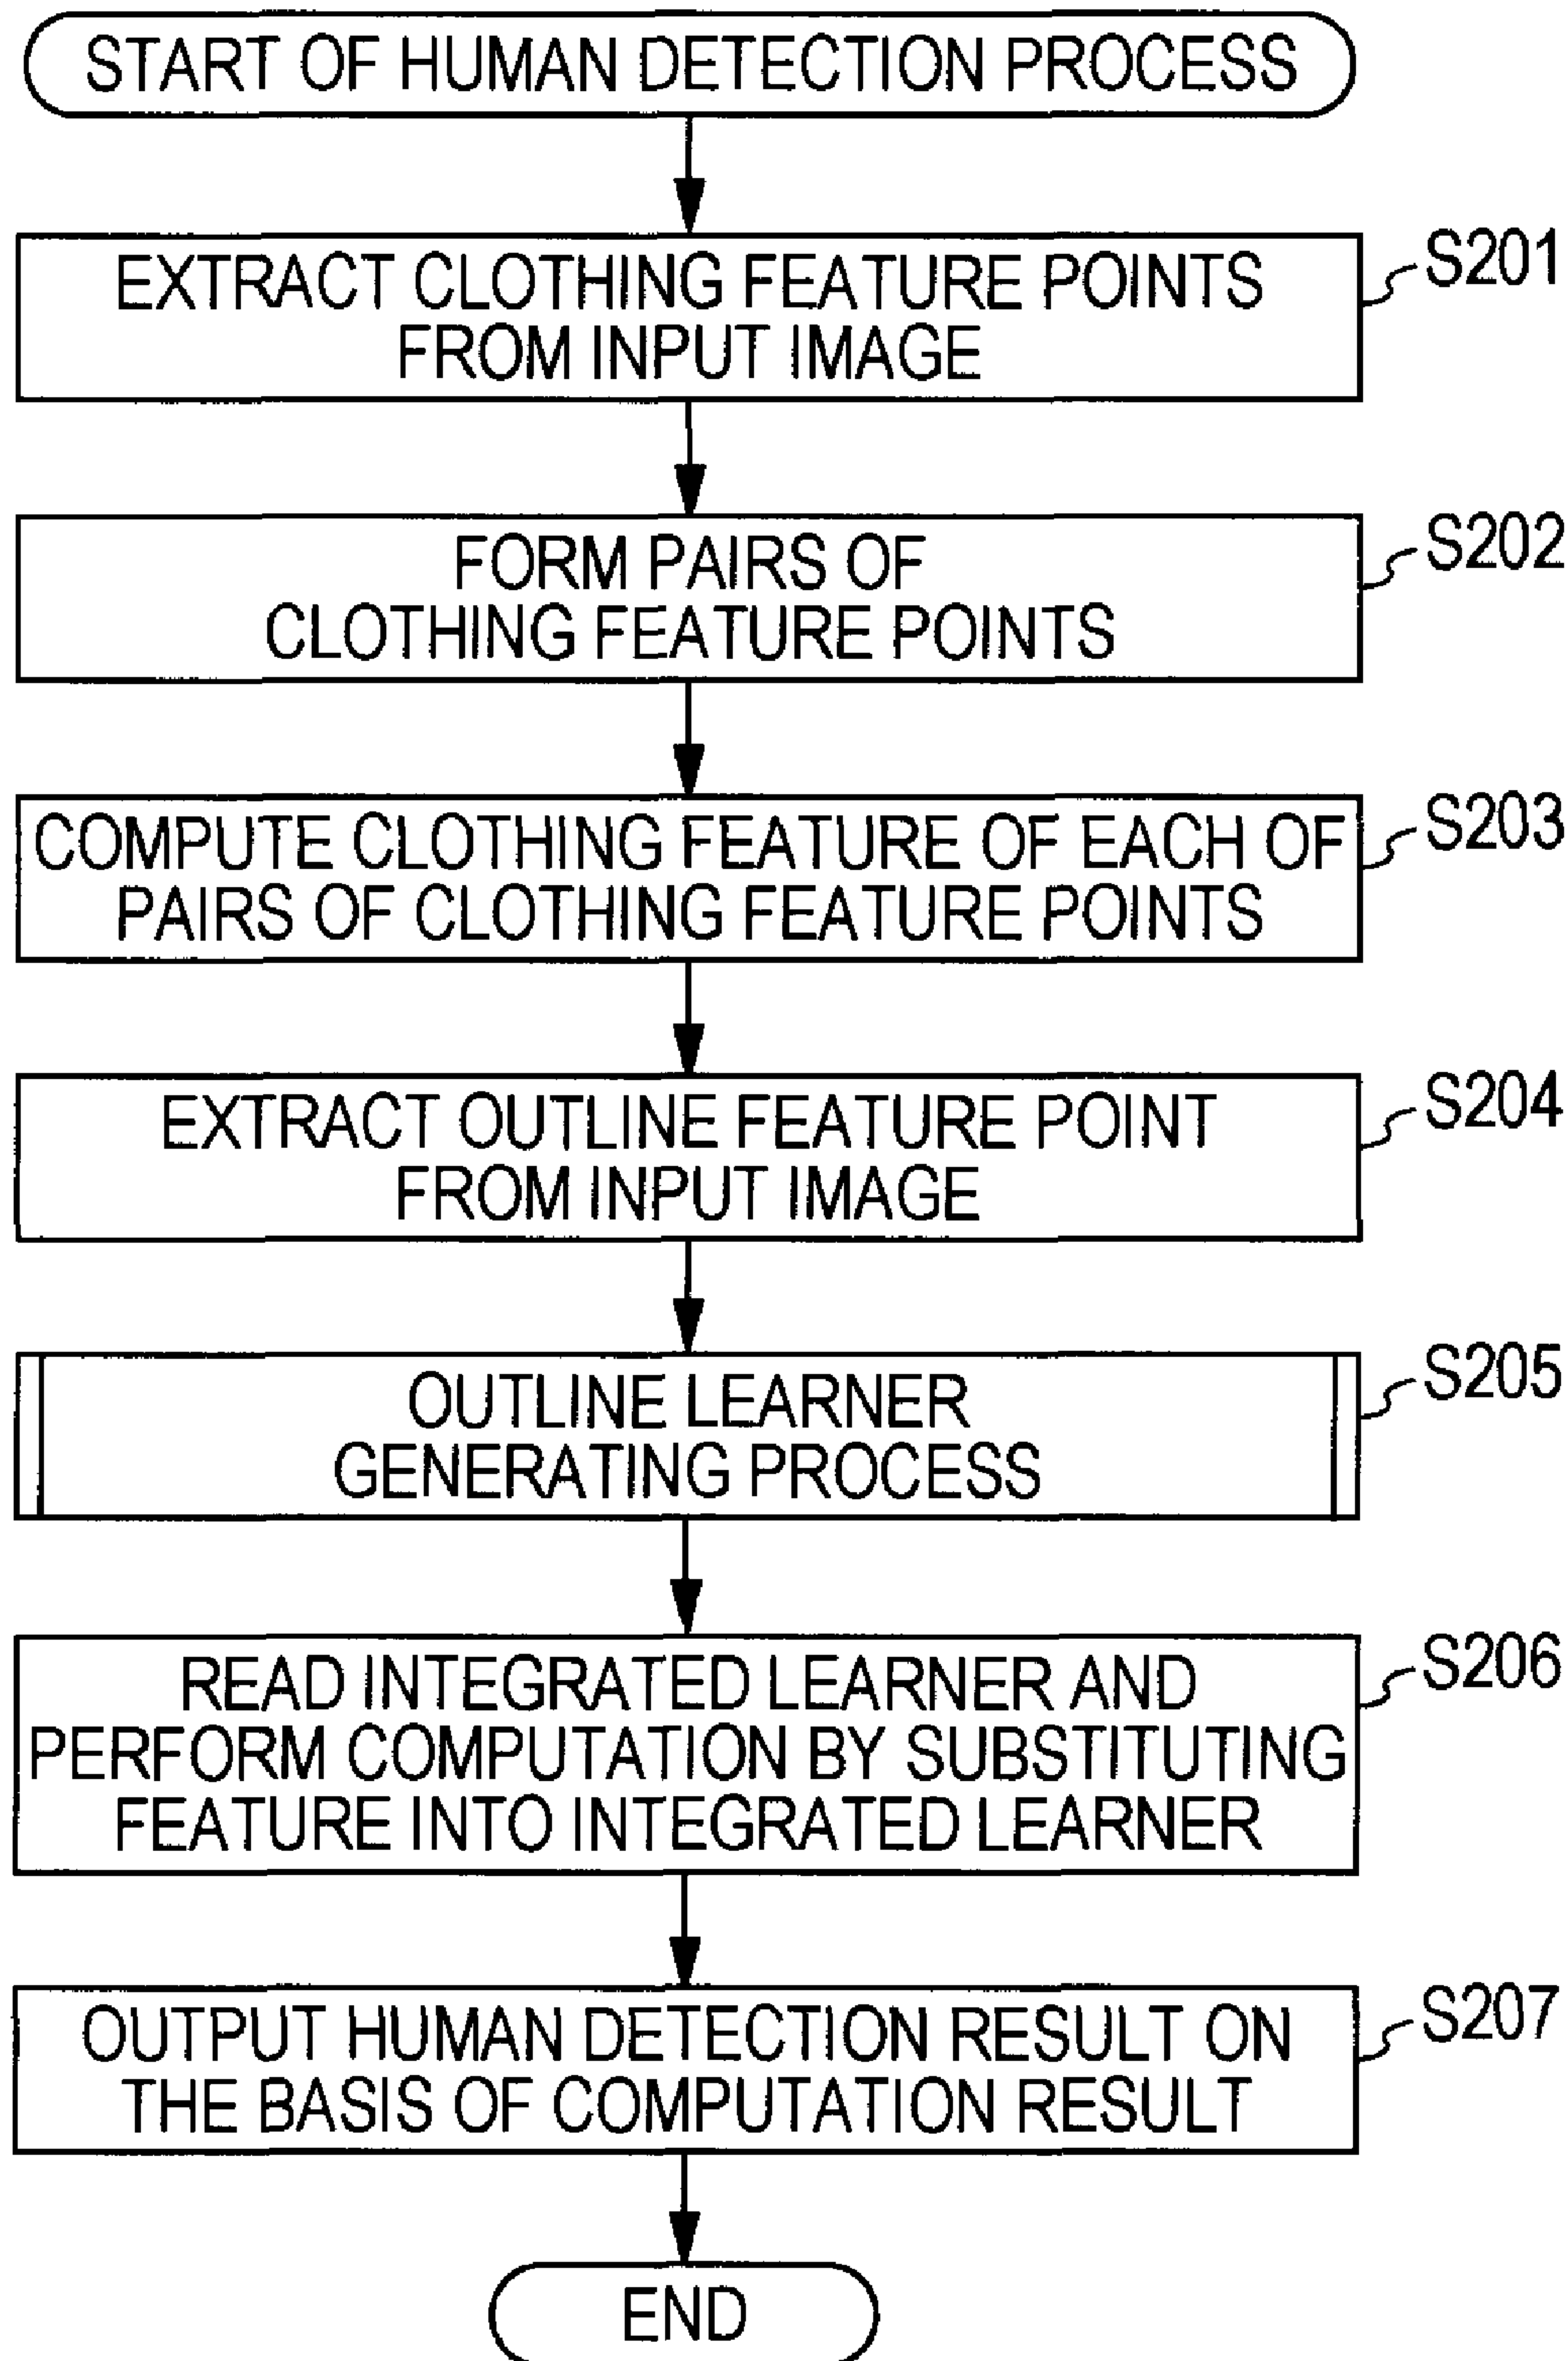 START OF HUMAN DETECTION PROCESS
EXTRACT CLOTHING FEATURE POINTS
FROM INPUT IMAGE
S201
FORM PAIRS OF
CLOTHING FEATURE POINTS
S202
COMPUTE CLOTHING FEATURE OF EACH OF
PAIRS OF CLOTHING FEATURE POINTS
S203
EXTRACT OUTLINE FEATURE POINT
FROM INPUT IMAGE
S204
OUTLINE LEARNER
GENERATING PROCESS
S205
READ INTEGRATED LEARNER AND
PERFORM COMPUTATION BY SUBSTITUTING
FEATURE INTO INTEGRATED LEARNER
S206
OUTPUT HUMAN DETECTION RESULT ON
THE BASIS OF COMPUTATION RESULT
S207
END